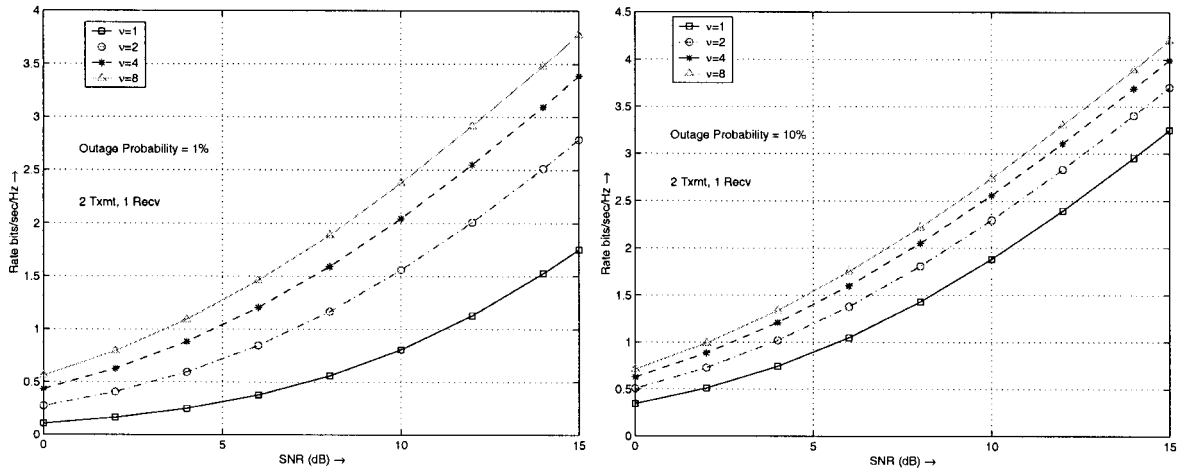 4
3.5
3
2.5
2
1.5
1
0.5
0
Rate bits/sec/Hz →
v=1
v=2
v=4
v=8
Outage Probability = 1%
2 Txmt, 1 Recv
0
5
10
15
SNR (dB) →
4.5
4
3.5
3
2.5
2
1.5
1
0.5
0
Rate bits/sec/Hz →
v=1
v=2
v=4
v=8
Outage Probability = 10%
2 Txmt, 1 Recv
0
5
10
15
SNR (dB) →